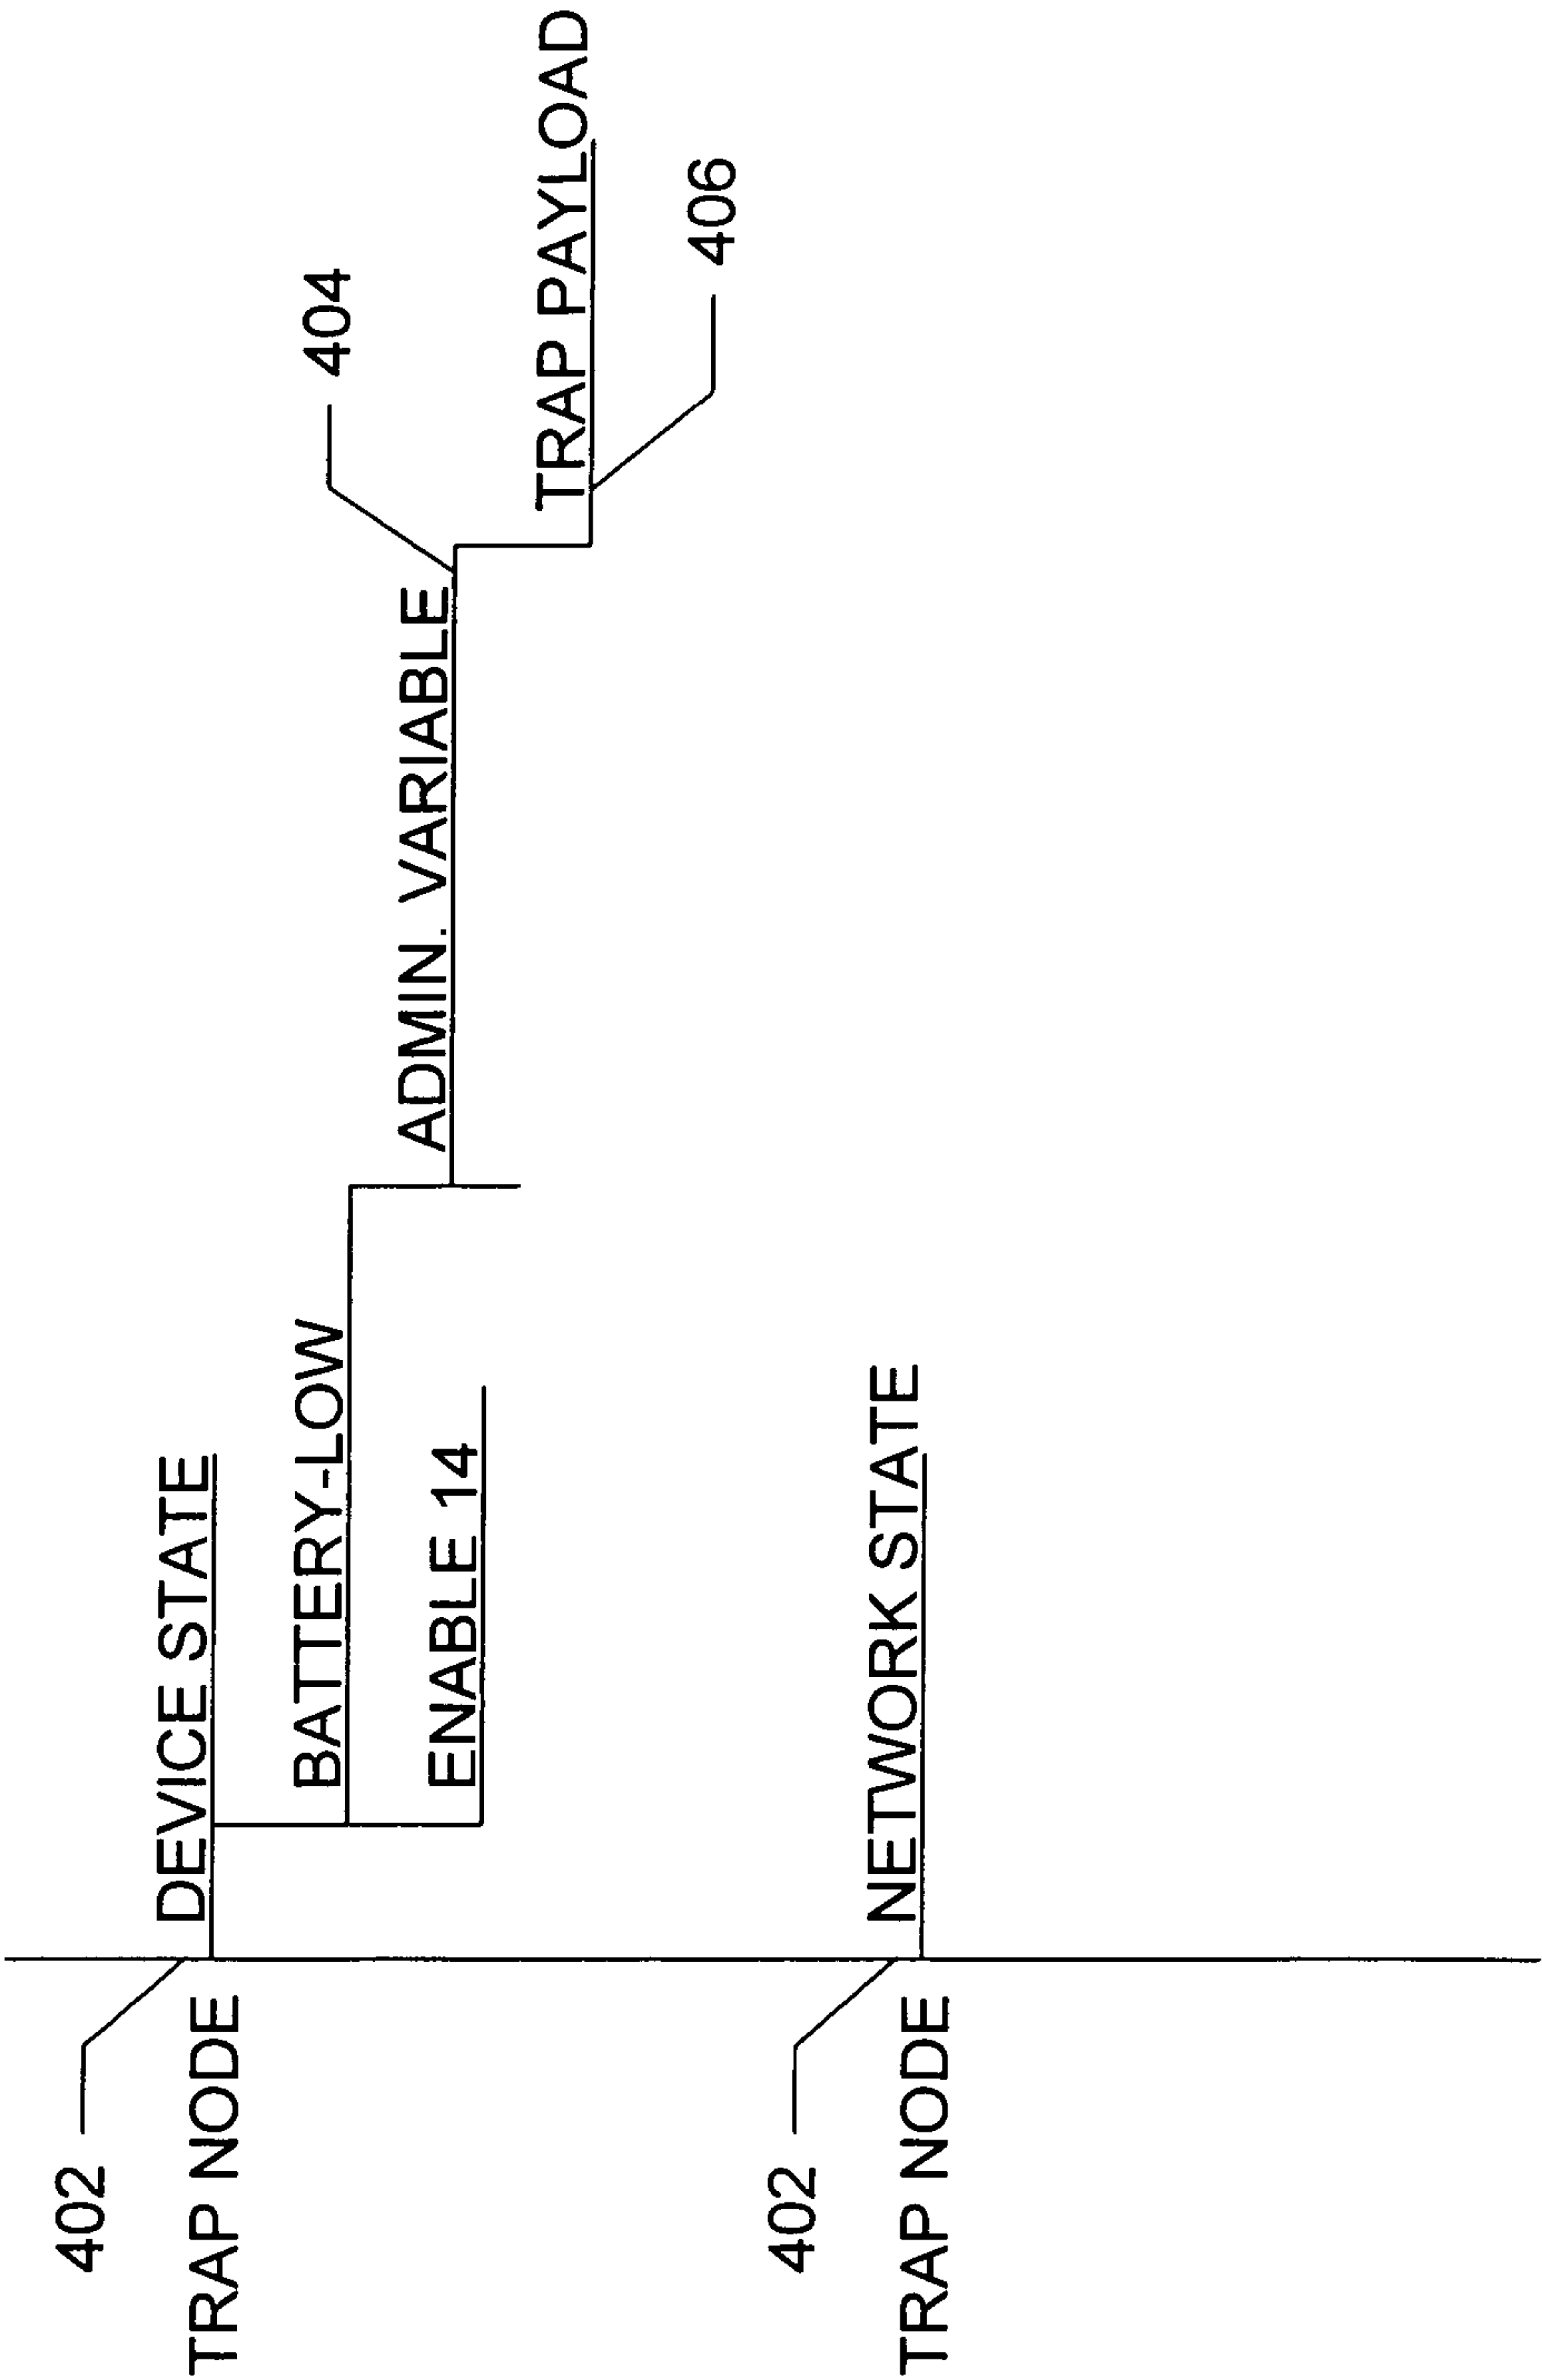 402
TRAP NODE
DEVICE STATE
BATTERY-LOW
404
ADMIN. VARIABLE
ENABLE 14
TRAP PAYLOAD
406
402
TRAP NODE
NETWORK STATE